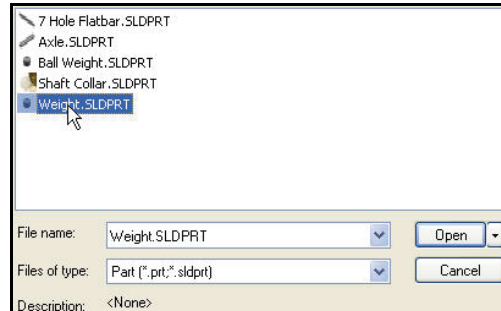 7 Hole Flatbar.SLDPRT
Axle.SLDPRT
Ball Weight.SLDPRT
Shaft Collar.SLDPRT
Weight.SLDPRT
File name: Weight.SLDPRT Open
Files of type: Part (*.prt;*.sldprt) Cancel
Description: <None>